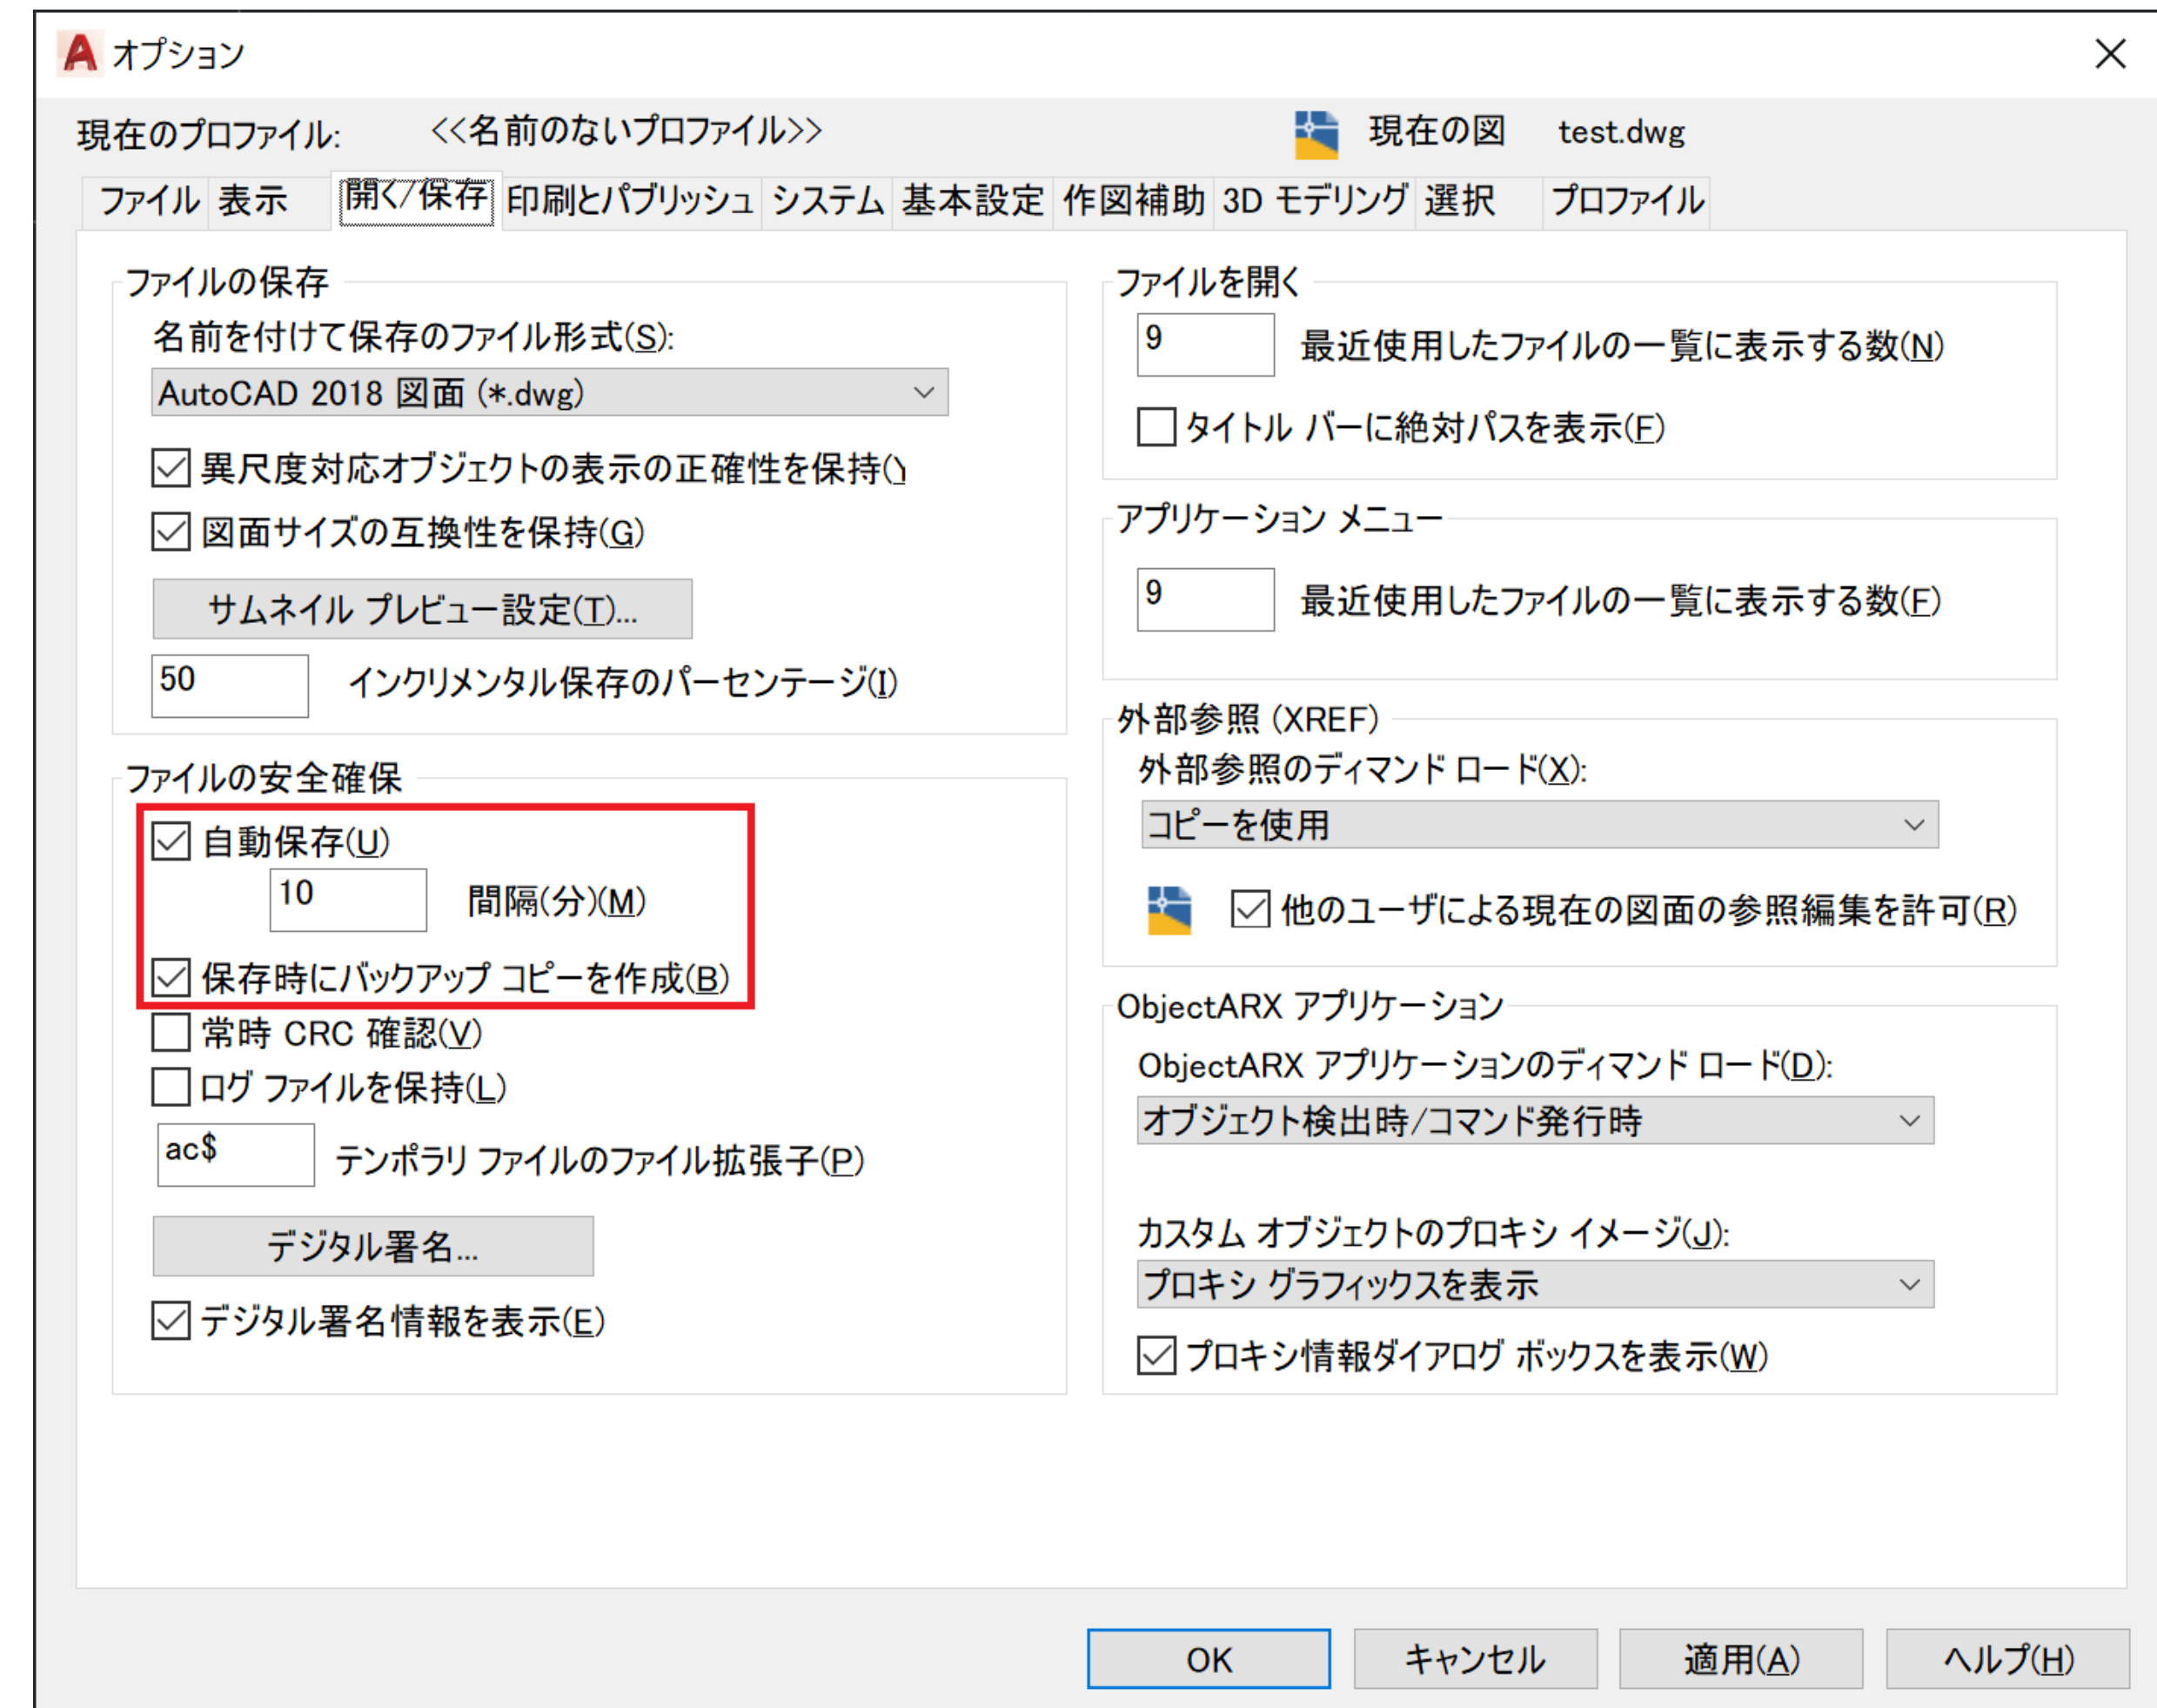 オプション
現在のプロファイル: <<名前のないプロファイル>> 現在の図 test.dwg
ファイル 表示 開く/保存 印刷とパブリッシュ システム 基本設定 作図補助 3D モデリング 選択 プロファイル
ファイルの保存
名前を付けて保存のファイル形式(S):
AutoCAD 2018 図面 (*.dwg)
異尺度対応オブジェクトの表示の正確性を保持(Y
図面サイズの互換性を保持(G)
サムネイル プレビュー設定(T)...
50 インクリメンタル保存のパーセンテージ(I)
ファイルの安全確保
自動保存(U)
10 間隔(分)(M)
保存時にバックアップ コピーを作成(B)
常時 CRC 確認(V)
ログ ファイルを保持(L)
ac$ テンポラリ ファイルのファイル拡張子(P)
デジタル署名...
デジタル署名情報を表示(E)
ファイルを開く
9 最近使用したファイルの一覧に表示する数(N)
タイトル バーに絶対パスを表示(F)
アプリケーション メニュー
9 最近使用したファイルの一覧に表示する数(F)
外部参照 (XREF)
外部参照のディマンド ロード(X):
コピーを使用
他のユーザによる現在の図面の参照編集を許可(R)
ObjectARX アプリケーション
ObjectARX アプリケーションのディマンド ロード(D):
オブジェクト検出時/コマンド発行時
カスタム オブジェクトのプロキシ イメージ(J):
プロキシ グラフィックスを表示
プロキシ情報ダイアログ ボックスを表示(W)
OK キャンセル 適用(A) ヘルプ(H)